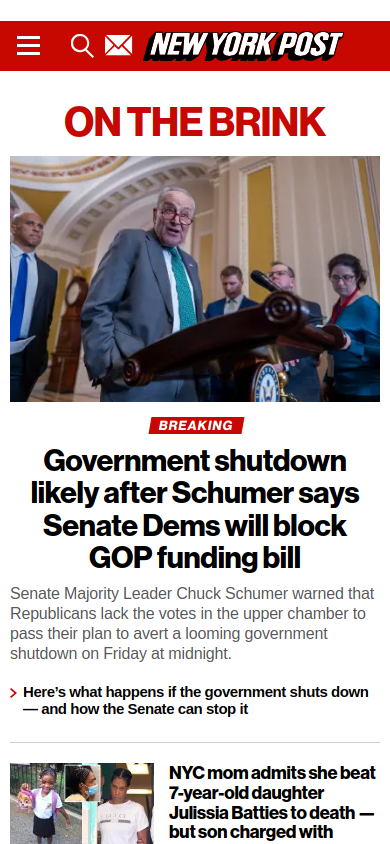 NEW YORK POST
ON THE BRINK
BREAKING
Government shutdown
likely after Schumer says
Senate Dems will block
GOP funding bill
Senate Majority Leader Chuck Schumer warned that
Republicans lack the votes in the upper chamber to
pass their plan to avert a looming government
shutdown on Friday at midnight.
Here’s what happens if the government shuts down
— and how the Senate can stop it
NYC mom admits she beat
7-year-old daughter
Julissia Batties to death —
but son charged with
GUCCI